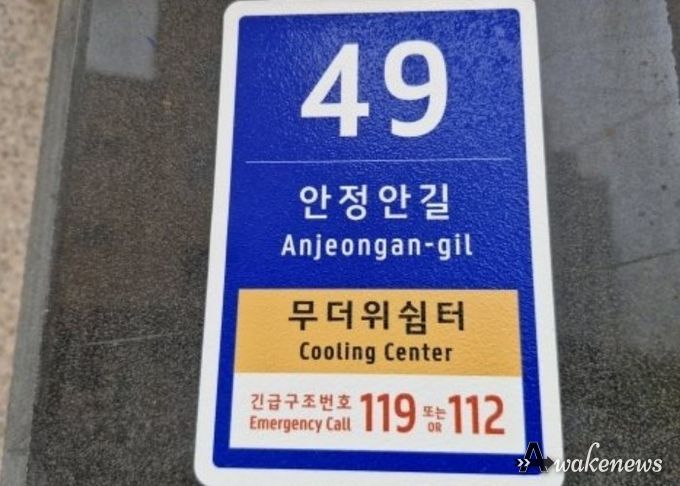 49
안정안길
Anjeongan-gil
무더위쉼터
Cooling Center
긴급구조번호 119 또는 112
Emergency Call OR
Awakenews